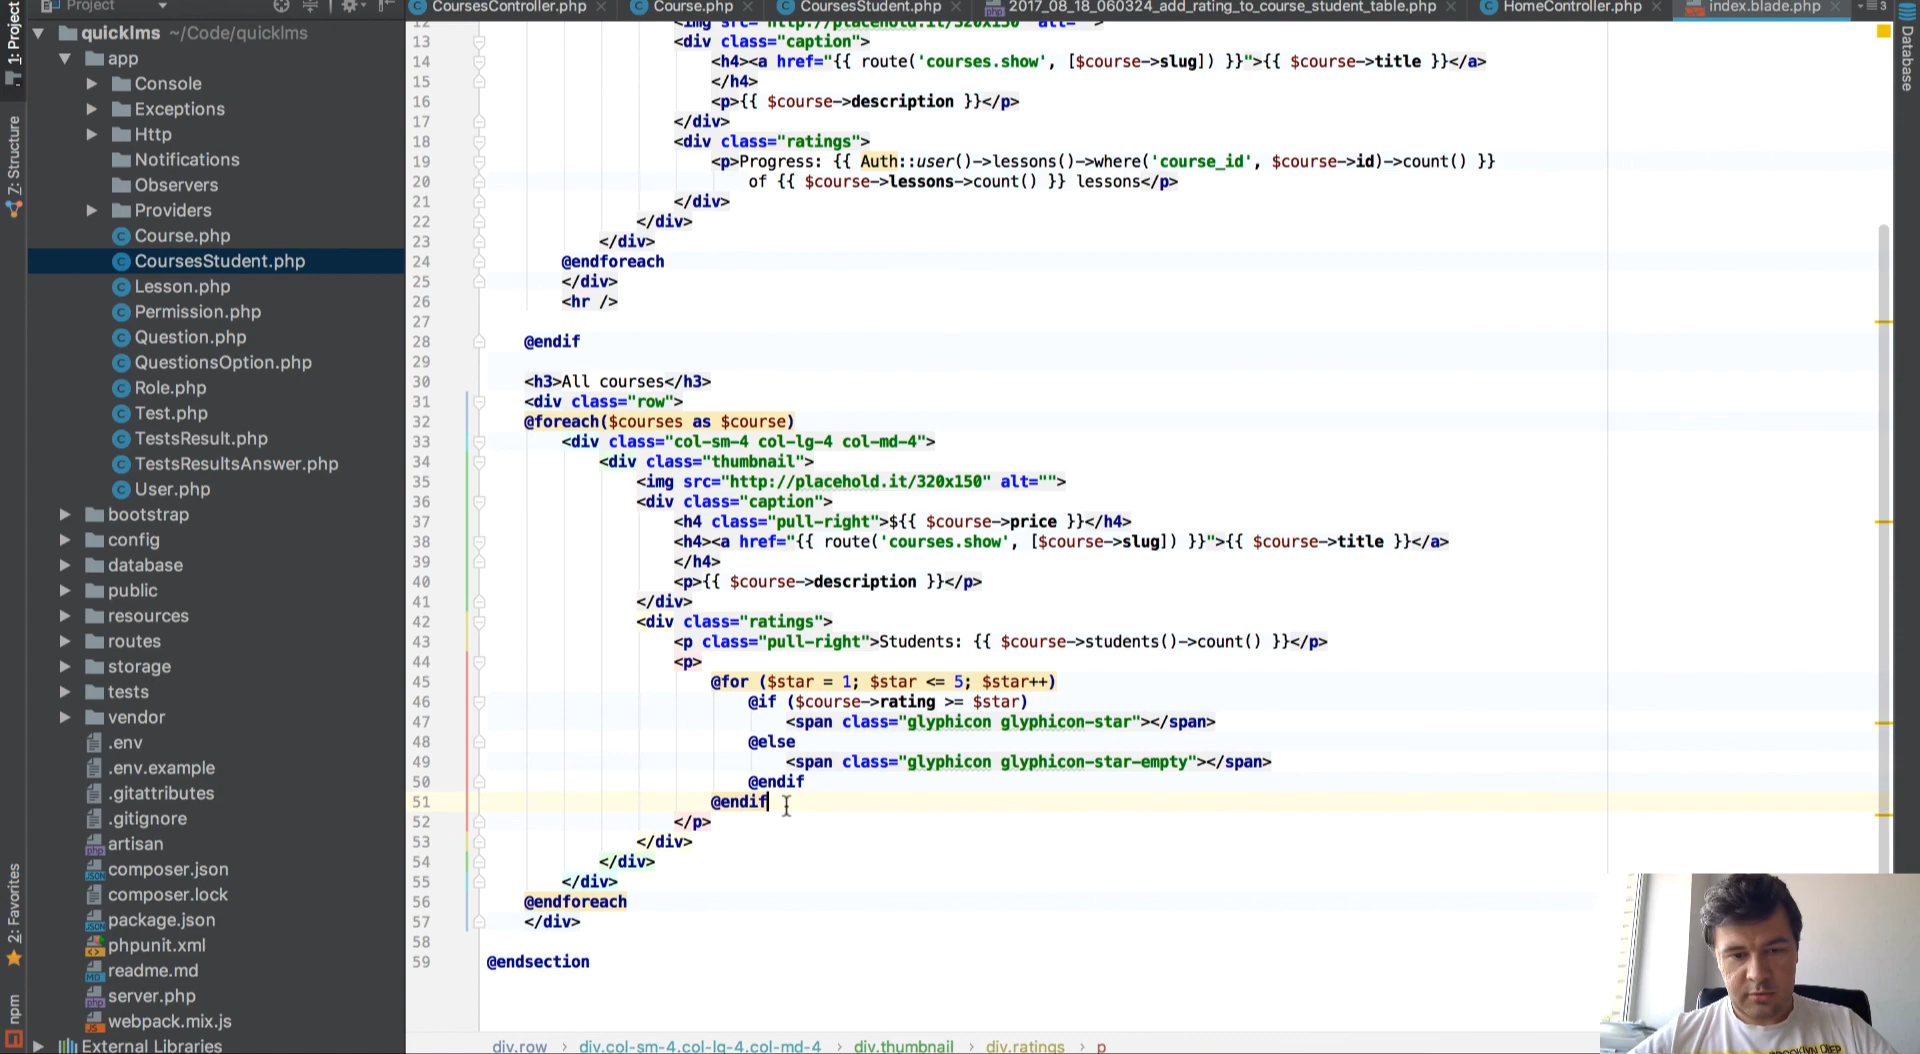 Project
CoursesController.php
Course.php
CoursesStudent.php
2017_08_18_060324_add_rating_to_course_student_table.php
HomeController.php
index.blade.php
3
1: Project
7: Structure
2: Favorites
npm
Database
quicklms ~/Code/quicklms
app
Console
Exceptions
Http
Notifications
Observers
Providers
Course.php
CoursesStudent.php
Lesson.php
Permission.php
Question.php
QuestionsOption.php
Role.php
Test.php
TestsResult.php
TestsResultsAnswer.php
User.php
bootstrap
config
database
public
resources
routes
storage
tests
vendor
.env
.env.example
.gitattributes
.gitignore
artisan
composer.json
composer.lock
package.json
phpunit.xml
readme.md
server.php
webpack.mix.js
External Libraries
12 <img src="http://placehold.it/320x150" alt="">
13 <div class="caption">
14 <h4><a href="{{ route('courses.show', [$course->slug]) }}">{{ $course->title }}</a>
15 </h4>
16 <p>{{ $course->description }}</p>
17 </div>
18 <div class="ratings">
19 <p>Progress: {{ Auth::user()->lessons()->where('course_id', $course->id)->count() }}
20 of {{ $course->lessons->count() }} lessons</p>
21 </div>
22 </div>
23 </div>
24 @endforeach
25 </div>
26 <hr />
27
28 @endif
29
30 <h3>All courses</h3>
31 <div class="row">
32 @foreach($courses as $course)
33 <div class="col-sm-4 col-lg-4 col-md-4">
34 <div class="thumbnail">
35 <img src="http://placehold.it/320x150" alt="">
36 <div class="caption">
37 <h4 class="pull-right">${{ $course->price }}</h4>
38 <h4><a href="{{ route('courses.show', [$course->slug]) }}">{{ $course->title }}</a>
39 </h4>
40 <p>{{ $course->description }}</p>
41 </div>
42 <div class="ratings">
43 <p class="pull-right">Students: {{ $course->students()->count() }}</p>
44 <p>
45 @for ($star = 1; $star <= 5; $star++)
46 @if ($course->rating >= $star)
47 <span class="glyphicon glyphicon-star"></span>
48 @else
49 <span class="glyphicon glyphicon-star-empty"></span>
50 @endif
51 @endif
52 </p>
53 </div>
54 </div>
55 </div>
56 @endforeach
57 </div>
58
59 @endsection
div.row › div.col-sm-4.col-lg-4.col-md-4 › div.thumbnail › div.ratings › p